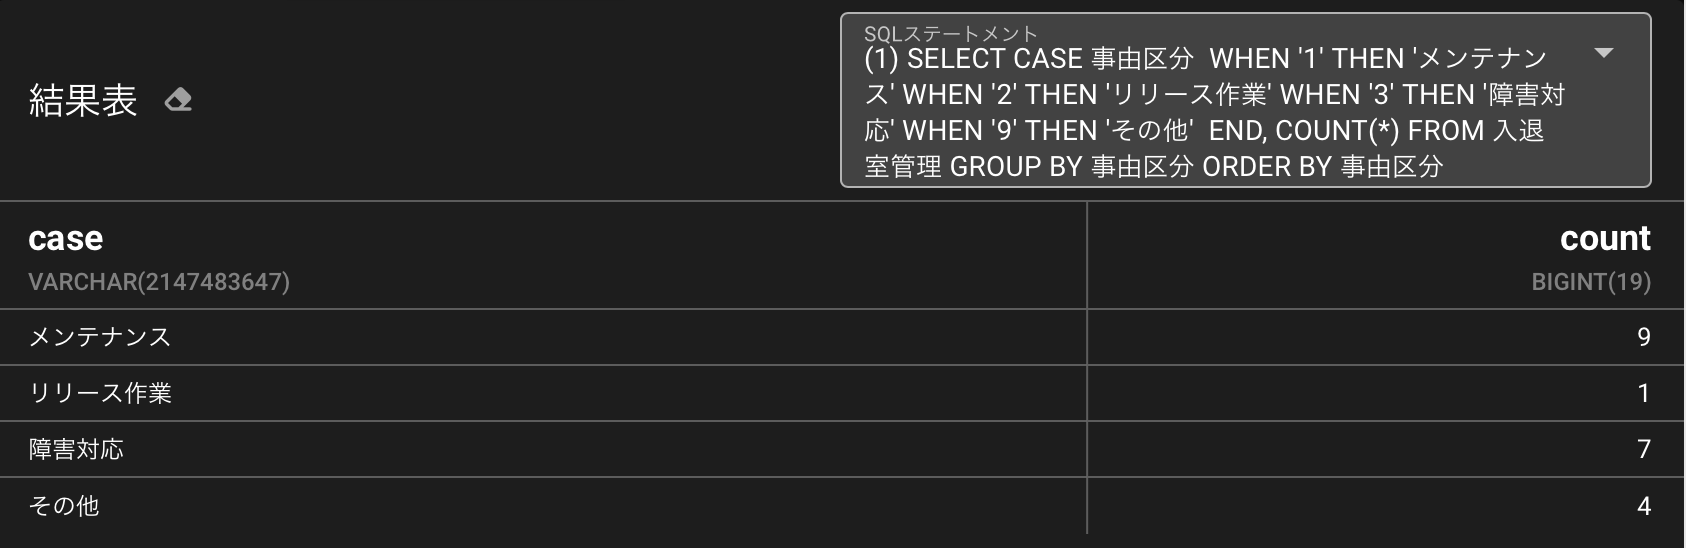 結果表
SQLステートメント
(1) SELECT CASE 事由区分  WHEN '1' THEN 'メンテナン
ス' WHEN '2' THEN 'リリース作業' WHEN '3' THEN '障害対
応' WHEN '9' THEN 'その他'  END, COUNT(*) FROM 入退
室管理 GROUP BY 事由区分 ORDER BY 事由区分
case count
VARCHAR(2147483647) BIGINT(19)
メンテナンス 9
リリース作業 1
障害対応 7
その他 4